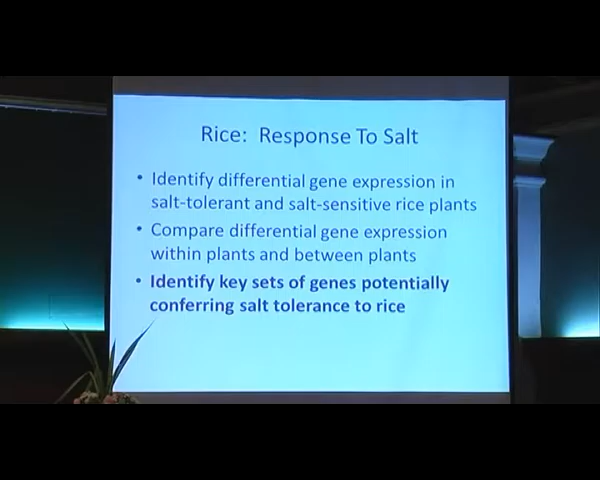 Rice: Response To Salt
• Identify differential gene expression in
salt-tolerant and salt-sensitive rice plants
• Compare differential gene expression
within plants and between plants
• Identify key sets of genes potentially
conferring salt tolerance to rice